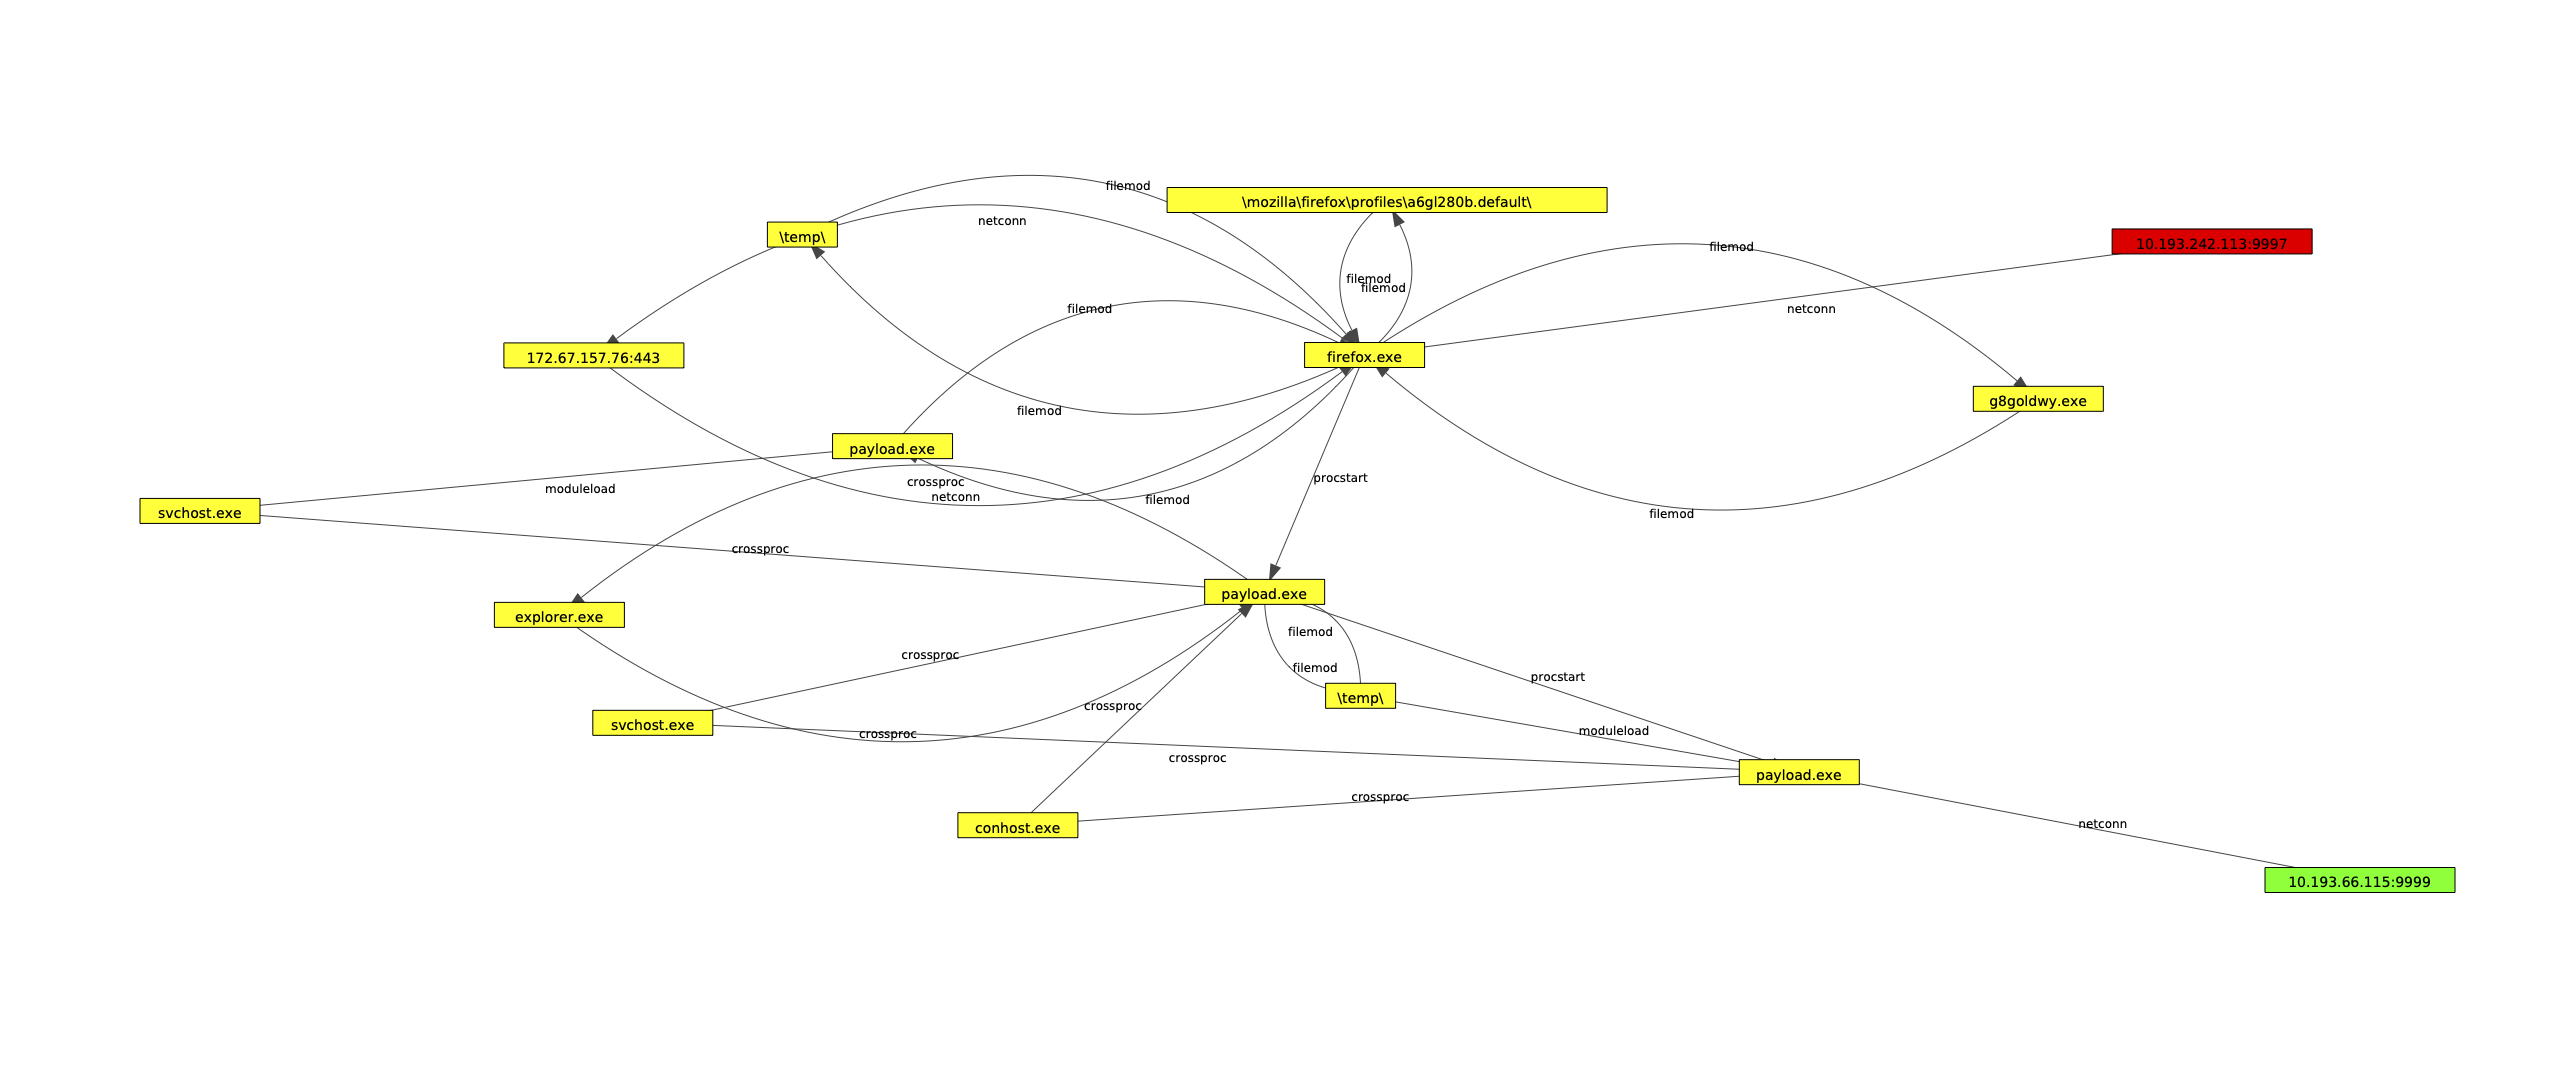 filemod
\mozilla\firefox\profiles\a6gl280b.default\
netconn
\temp\
10.193.242.113:9997
filemod
filemod
filemod
filemod
netconn
172.67.157.76:443
firefox.exe
g8goldwy.exe
filemod
payload.exe
procstart
crossproc
moduleload
netconn
filemod
svchost.exe
filemod
crossproc
payload.exe
explorer.exe
filemod
crossproc
filemod
procstart
\temp\
crossproc
svchost.exe
crossproc
moduleload
crossproc
payload.exe
crossproc
conhost.exe
netconn
10.193.66.115:9999